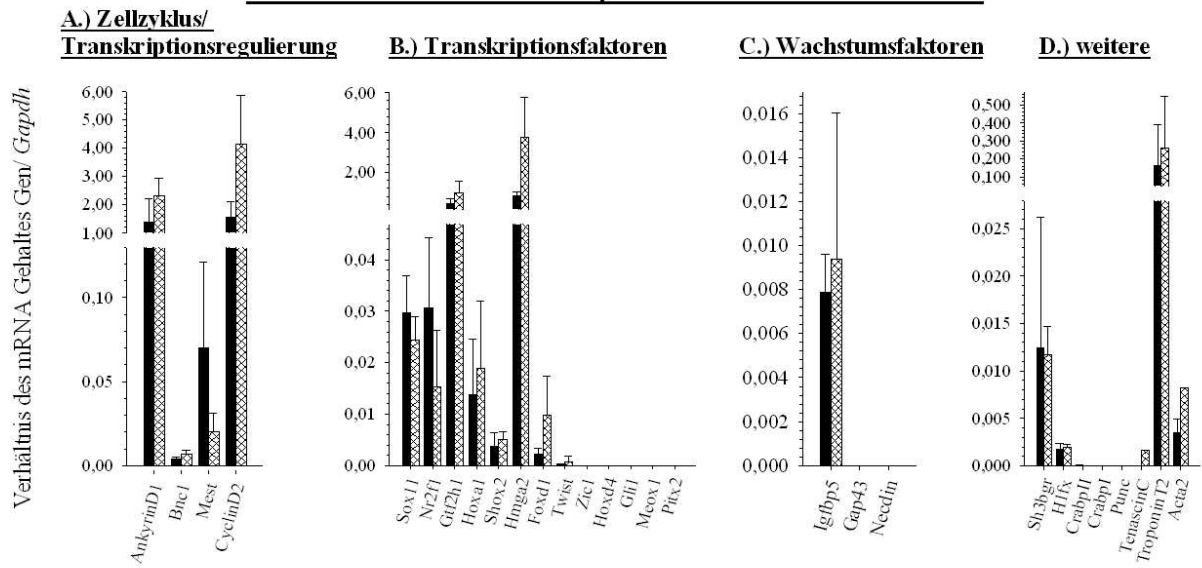 A.) Zellzyklus/
Transkriptionsregulierung
B.) Transkriptionsfaktoren
C.) Wachstumsfaktoren
D.) weitere
Verhältnis des mRNA Gehaltes Gen/ Gapdh
6,00
5,00
4,00
3,00
2,00
1,00
0,10
0,05
0,00
AnkyrinD1
Bnc1
Mest
CyclinD2
6,00
4,00
2,00
0,04
0,03
0,02
0,01
0,00
Sox11
Nr2f1
Gtf2h1
Hoxa1
Shox2
Hmga2
Foxd1
Twist
Zic1
Hoxd4
Gfi1
Meox1
Pitx2
0,016
0,014
0,012
0,010
0,008
0,006
0,004
0,002
0,000
Igfbp5
Gap43
Necdin
0,500
0,400
0,300
0,200
0,100
0,025
0,020
0,015
0,010
0,005
0,000
Sh3bgr
H1fx
CrabpII
CrabpI
Punc
TenascinC
TroponinT2
Acta2